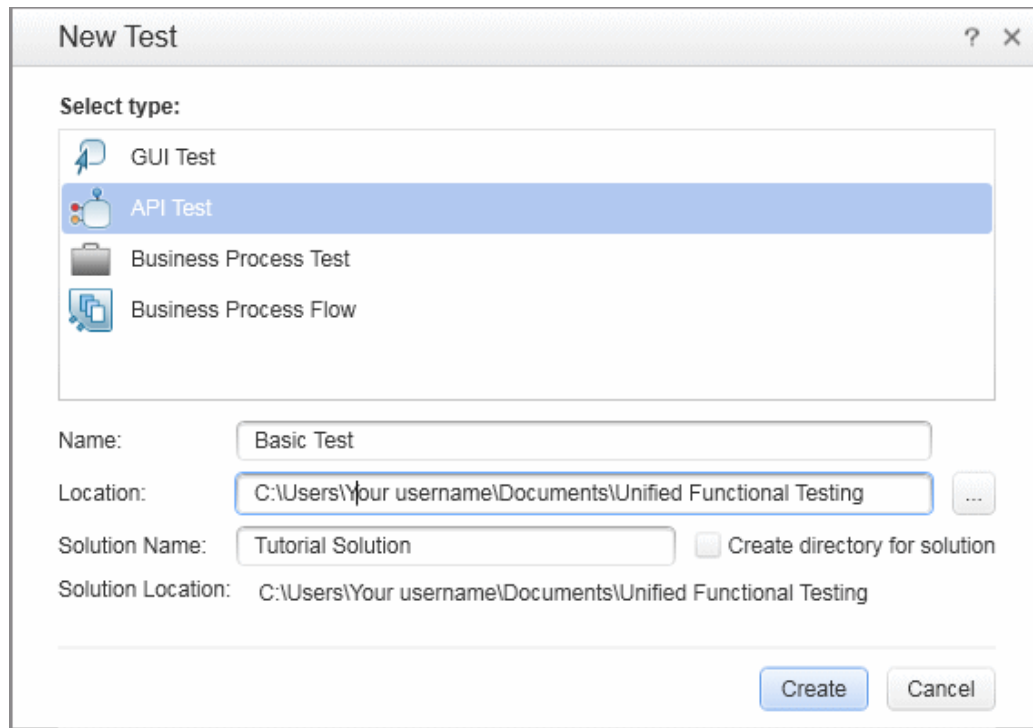 New Test
?
Select type:
GUI Test
API Test
Business Process Test
Business Process Flow
Name: Basic Test
Location: C:\Users\Your username\Documents\Unified Functional Testing ...
Solution Name: Tutorial Solution Create directory for solution
Solution Location: C:\Users\Your username\Documents\Unified Functional Testing
Create Cancel